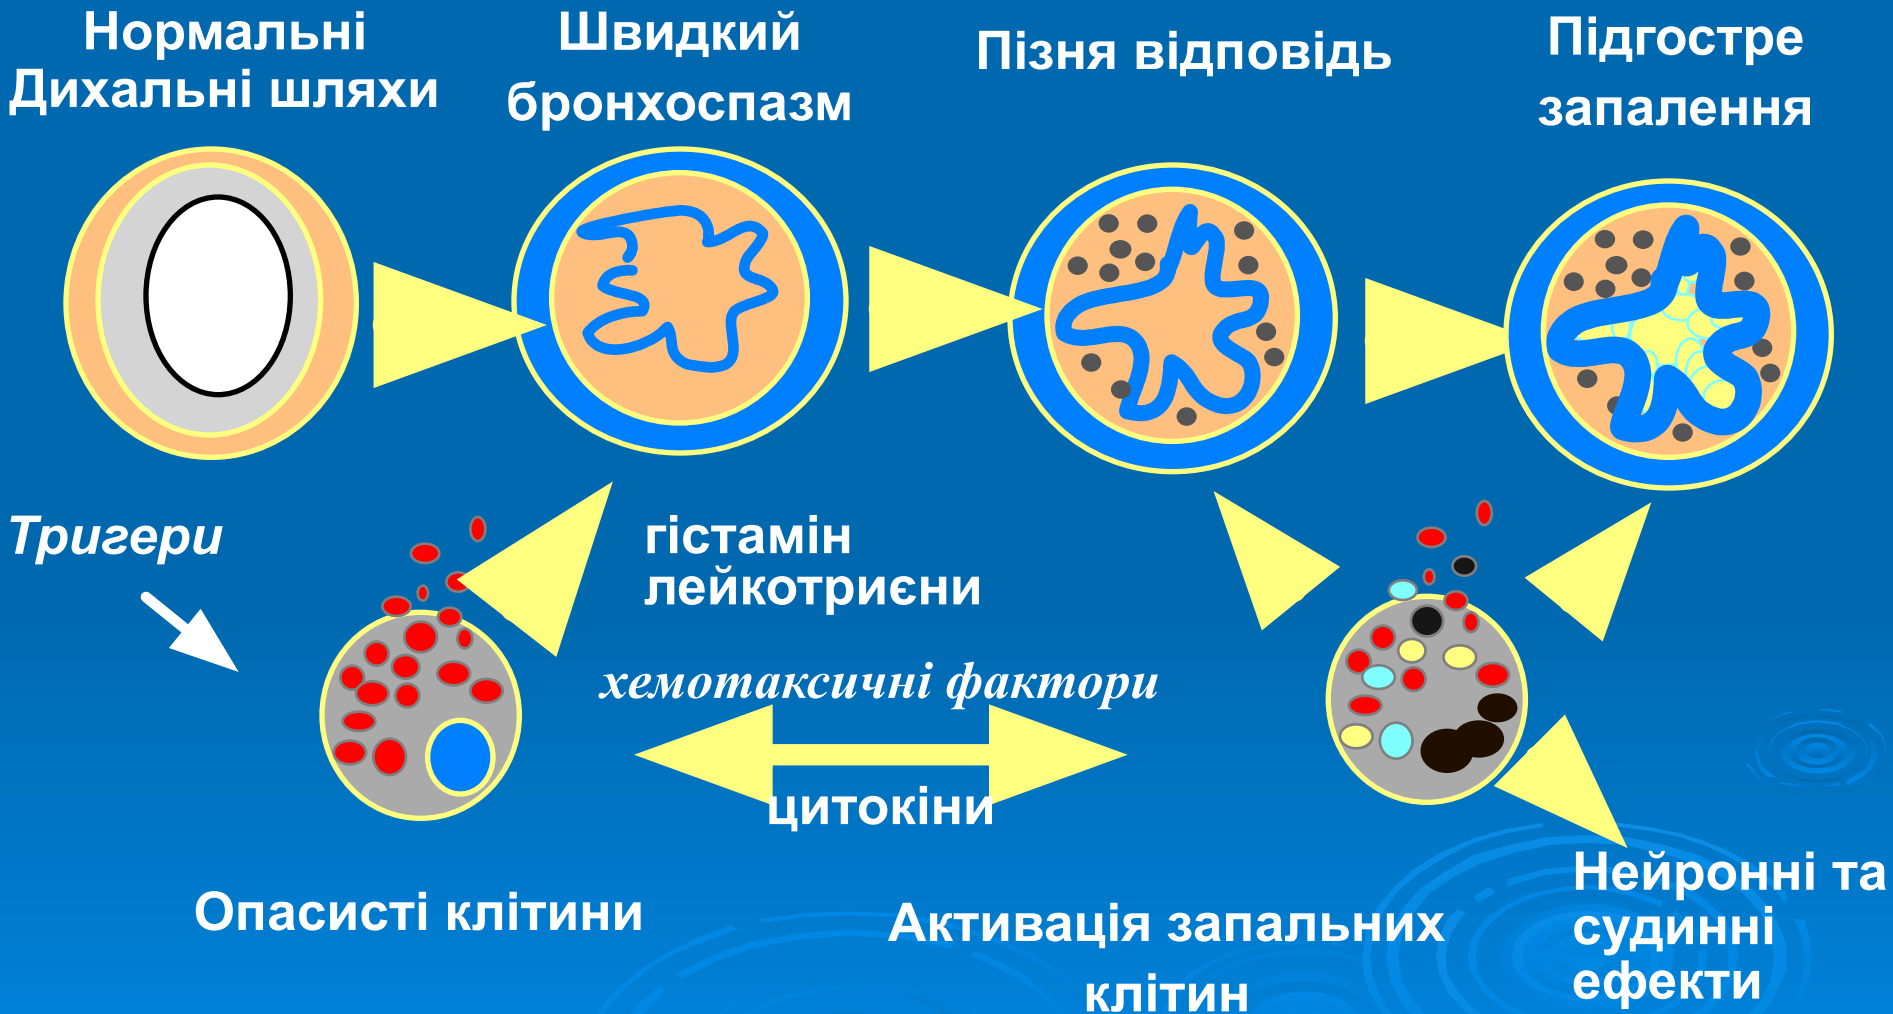 Нормальні
Дихальні шляхи
Швидкий
бронхоспазм
Пізня відповідь
Підгостре
запалення
Тригери
гістамін
лейкотриєни
хемотаксичні фактори
цитокіни
Опасисті клітини
Активація запальних
клітин
Нейронні та
судинні
ефекти